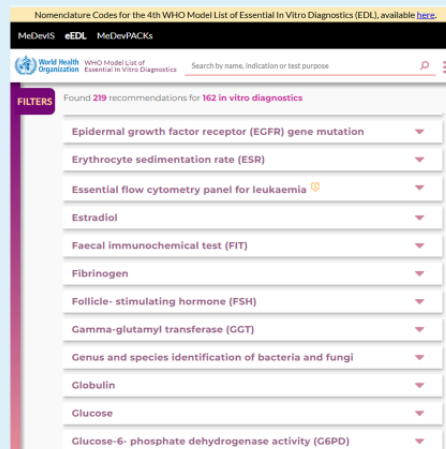 Nomenclature Codes for the 4th WHO Model List of Essential In Vitro Diagnostics (EDL), available here.
MeDevIS eEDL MeDevPACKs
World Health Organization
WHO Model List of
Essential In Vitro Diagnostics
Search by name, indication or test purpose
FILTERS
Found 219 recommendations for 162 in vitro diagnostics
Epidermal growth factor receptor (EGFR) gene mutation
Erythrocyte sedimentation rate (ESR)
Essential flow cytometry panel for leukaemia
Estradiol
Faecal immunochemical test (FIT)
Fibrinogen
Follicle- stimulating hormone (FSH)
Gamma-glutamyl transferase (GGT)
Genus and species identification of bacteria and fungi
Globulin
Glucose
Glucose-6- phosphate dehydrogenase activity (G6PD)